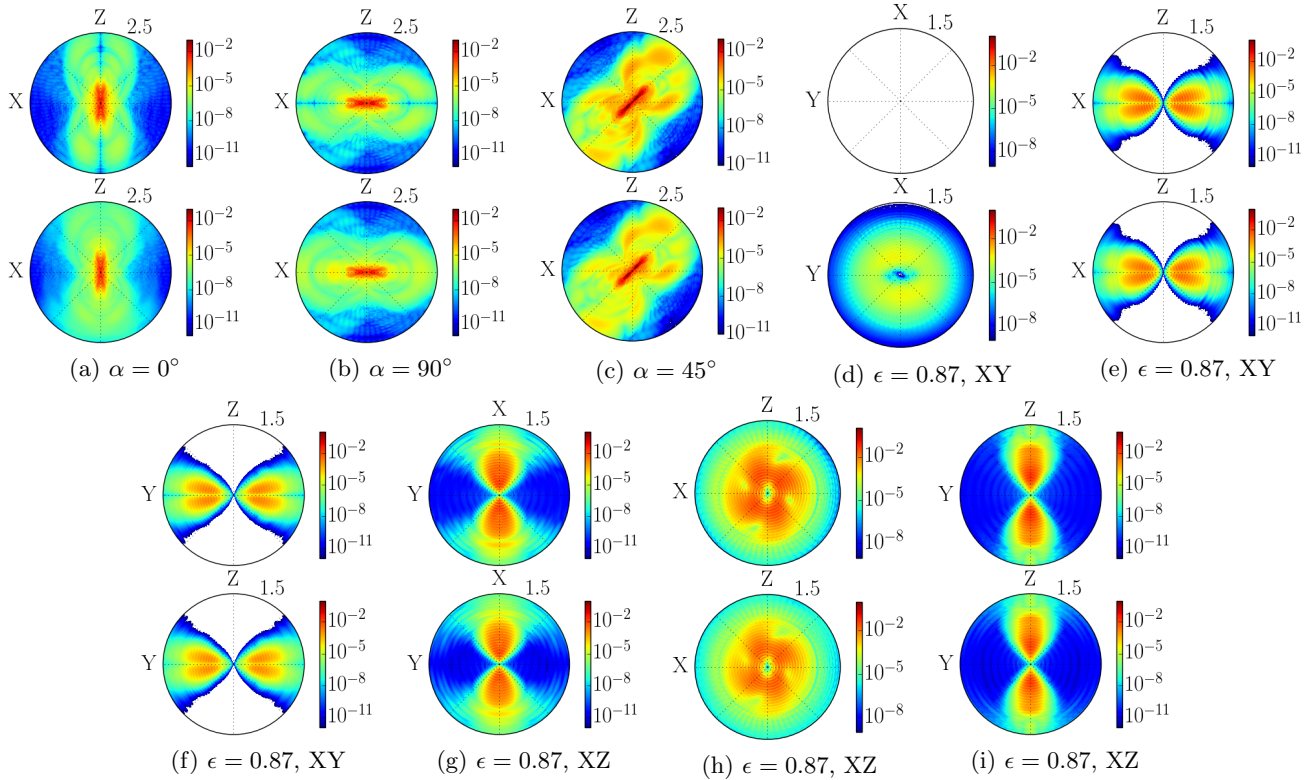 Z Z Z X Z
2.5 2.5 2.5 1.5 1.5
X X X Y X
10^{-2} 10^{-2} 10^{-2} 10^{-2} 10^{-2}
10^{-5} 10^{-5} 10^{-5} 10^{-5} 10^{-5}
10^{-8} 10^{-8} 10^{-8} 10^{-8} 10^{-8}
10^{-11} 10^{-11} 10^{-11} 10^{-11}
Z Z Z X Z
2.5 2.5 2.5 1.5 1.5
X X X Y X
10^{-2} 10^{-2} 10^{-2} 10^{-2} 10^{-2}
10^{-5} 10^{-5} 10^{-5} 10^{-5} 10^{-5}
10^{-8} 10^{-8} 10^{-8} 10^{-8} 10^{-8}
10^{-11} 10^{-11} 10^{-11} 10^{-11}
(a) α = 0° (b) α = 90° (c) α = 45° (d) ϵ = 0.87, XY (e) ϵ = 0.87, XY
Z X Z Z
1.5 1.5 1.5 1.5
Y Y X Y
10^{-2} 10^{-2} 10^{-2} 10^{-2}
10^{-5} 10^{-5} 10^{-5} 10^{-5}
10^{-8} 10^{-8} 10^{-8} 10^{-8}
10^{-11} 10^{-11} 10^{-11}
Z X Z Z
1.5 1.5 1.5 1.5
Y Y X Y
10^{-2} 10^{-2} 10^{-2} 10^{-2}
10^{-5} 10^{-5} 10^{-5} 10^{-5}
10^{-8} 10^{-8} 10^{-8} 10^{-8}
10^{-11} 10^{-11} 10^{-11}
(f) ϵ = 0.87, XY (g) ϵ = 0.87, XZ (h) ϵ = 0.87, XZ (i) ϵ = 0.87, XZ